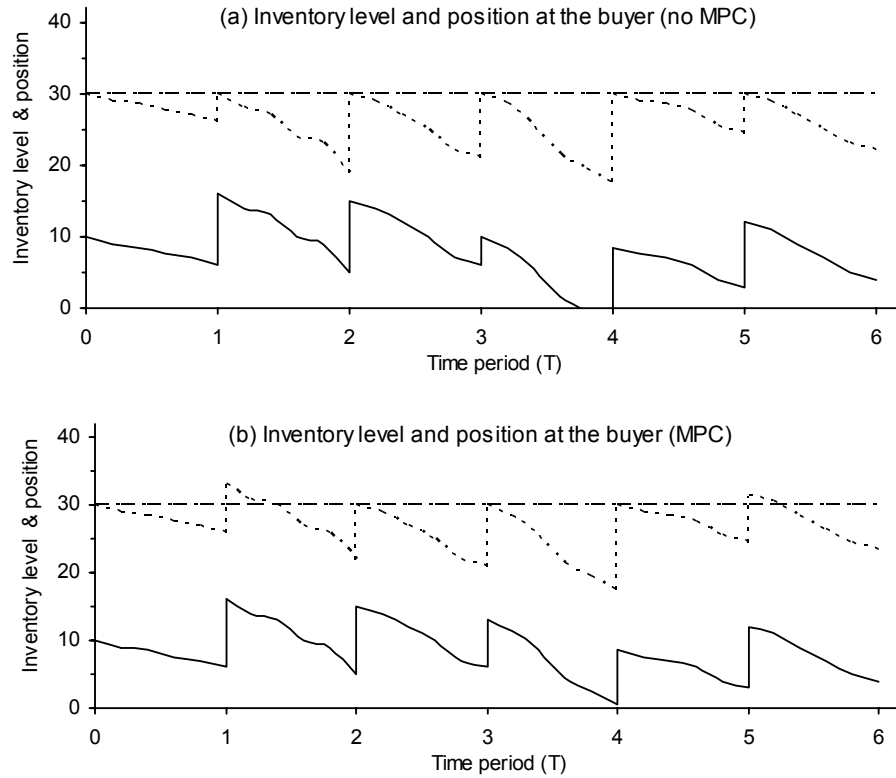 (a) Inventory level and position at the buyer (no MPC)
Inventory level & position
40
30
20
10
0
0 1 2 3 4 5 6
Time period (T)
(b) Inventory level and position at the buyer (MPC)
Inventory level & position
40
30
20
10
0
0 1 2 3 4 5 6
Time period (T)